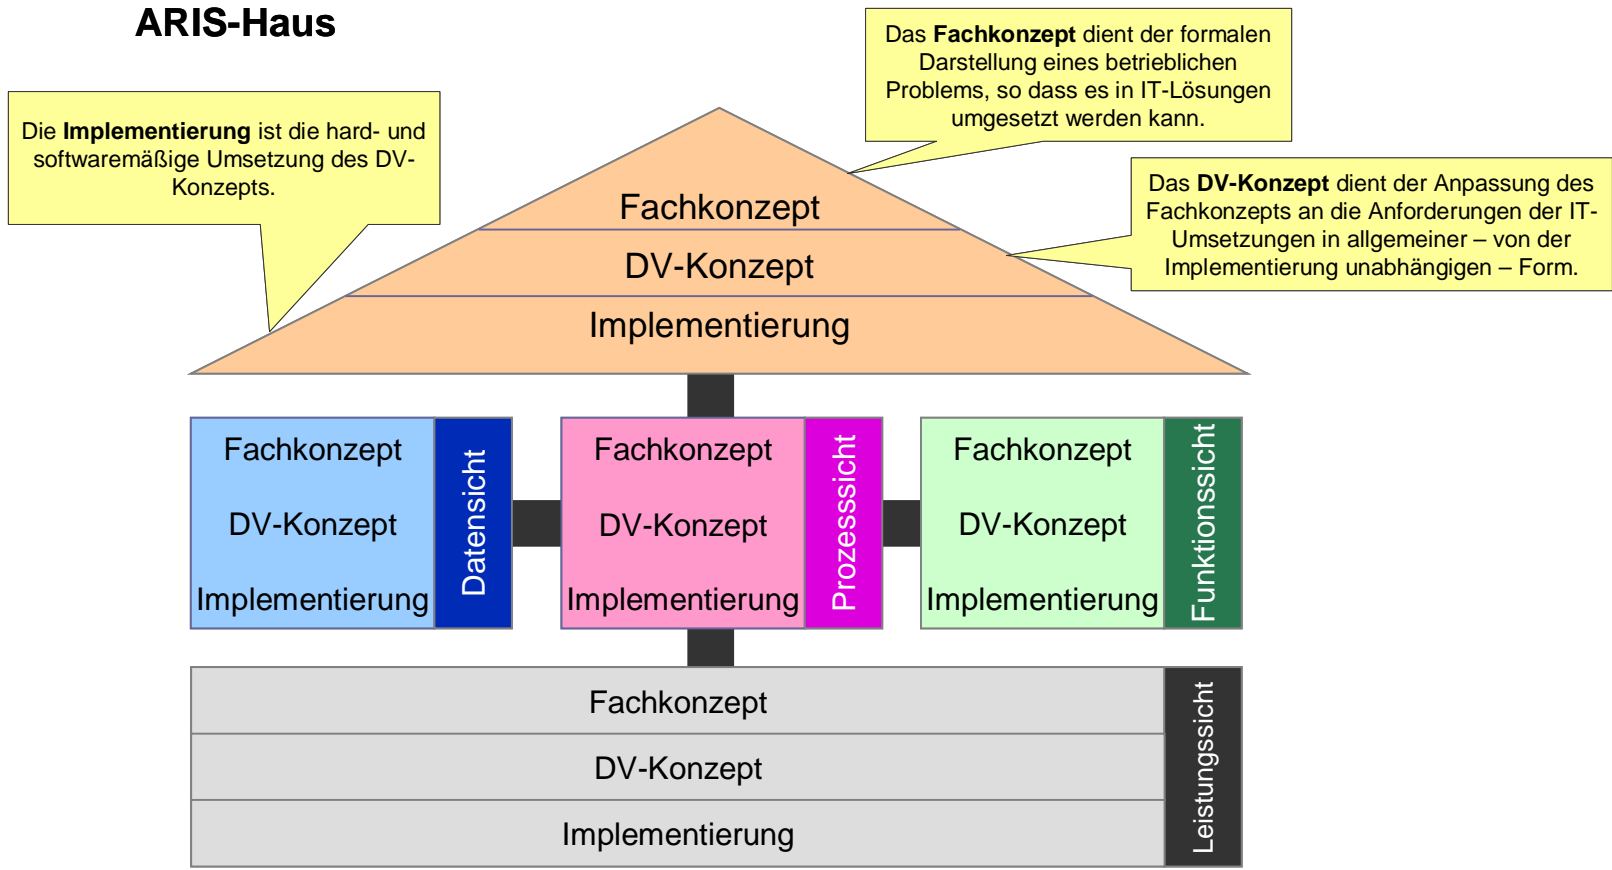 ARIS-Haus
Das Fachkonzept dient der formalen
Darstellung eines betrieblichen
Problems, so dass es in IT-Lösungen
umgesetzt werden kann.
Die Implementierung ist die hard- und
softwaremäßige Umsetzung des DV-
Konzepts.
Das DV-Konzept dient der Anpassung des
Fachkonzepts an die Anforderungen der IT-
Umsetzungen in allgemeiner – von der
Implementierung unabhängigen – Form.
Fachkonzept
DV-Konzept
Implementierung
Fachkonzept
DV-Konzept
Implementierung
Datensicht
Fachkonzept
DV-Konzept
Implementierung
Prozesssicht
Fachkonzept
DV-Konzept
Implementierung
Funktionssicht
Fachkonzept
DV-Konzept
Implementierung
Leistungssicht